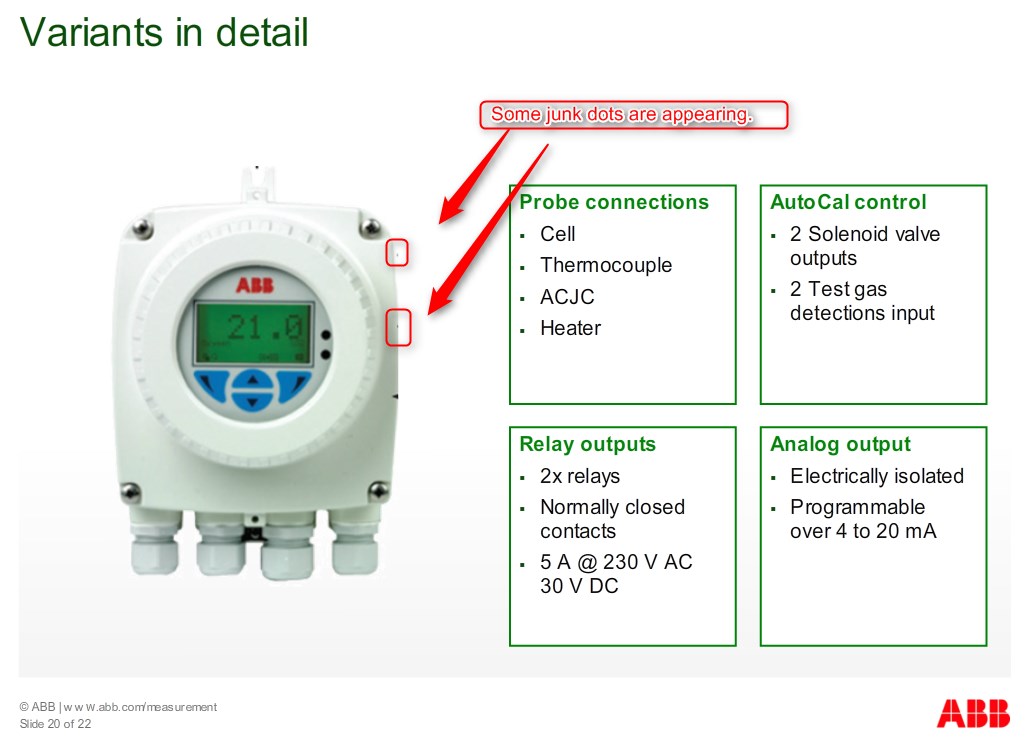 Variants in detail
Some junk dots are appearing.
ABB
21.0
Probe connections
Cell
Thermocouple
ACJC
Heater
AutoCal control
2 Solenoid valve
outputs
2 Test gas
detections input
Relay outputs
2x relays
Normally closed
contacts
5 A @ 230 V AC
30 V DC
Analog output
Electrically isolated
Programmable
over 4 to 20 mA
© ABB | www.abb.com/measurement
Slide 20 of 22
ABB